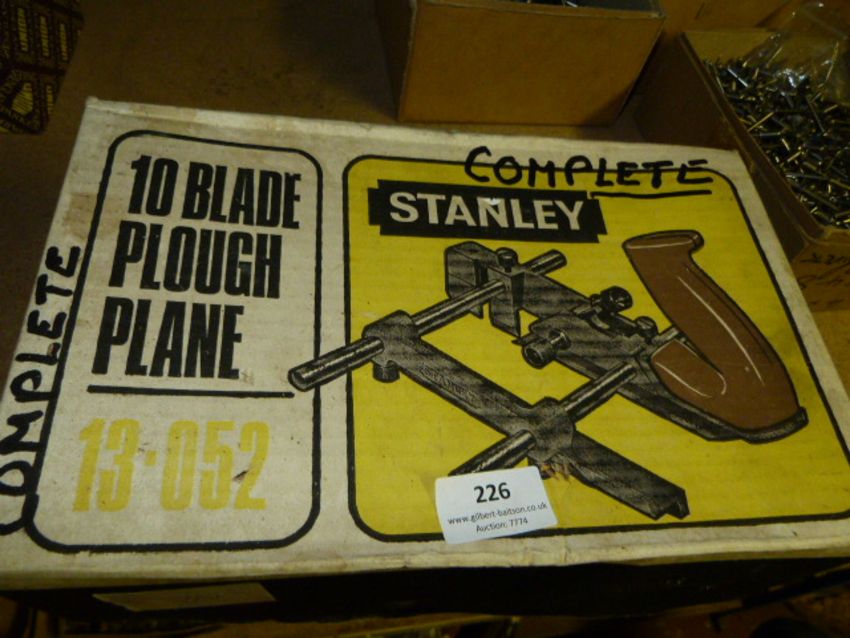 10 BLADE
PLOUGH
PLANE
13·052
COMPLETE
COMPLETE
STANLEY
226
www.gilbert-baitson.co.uk
Auction; 7774